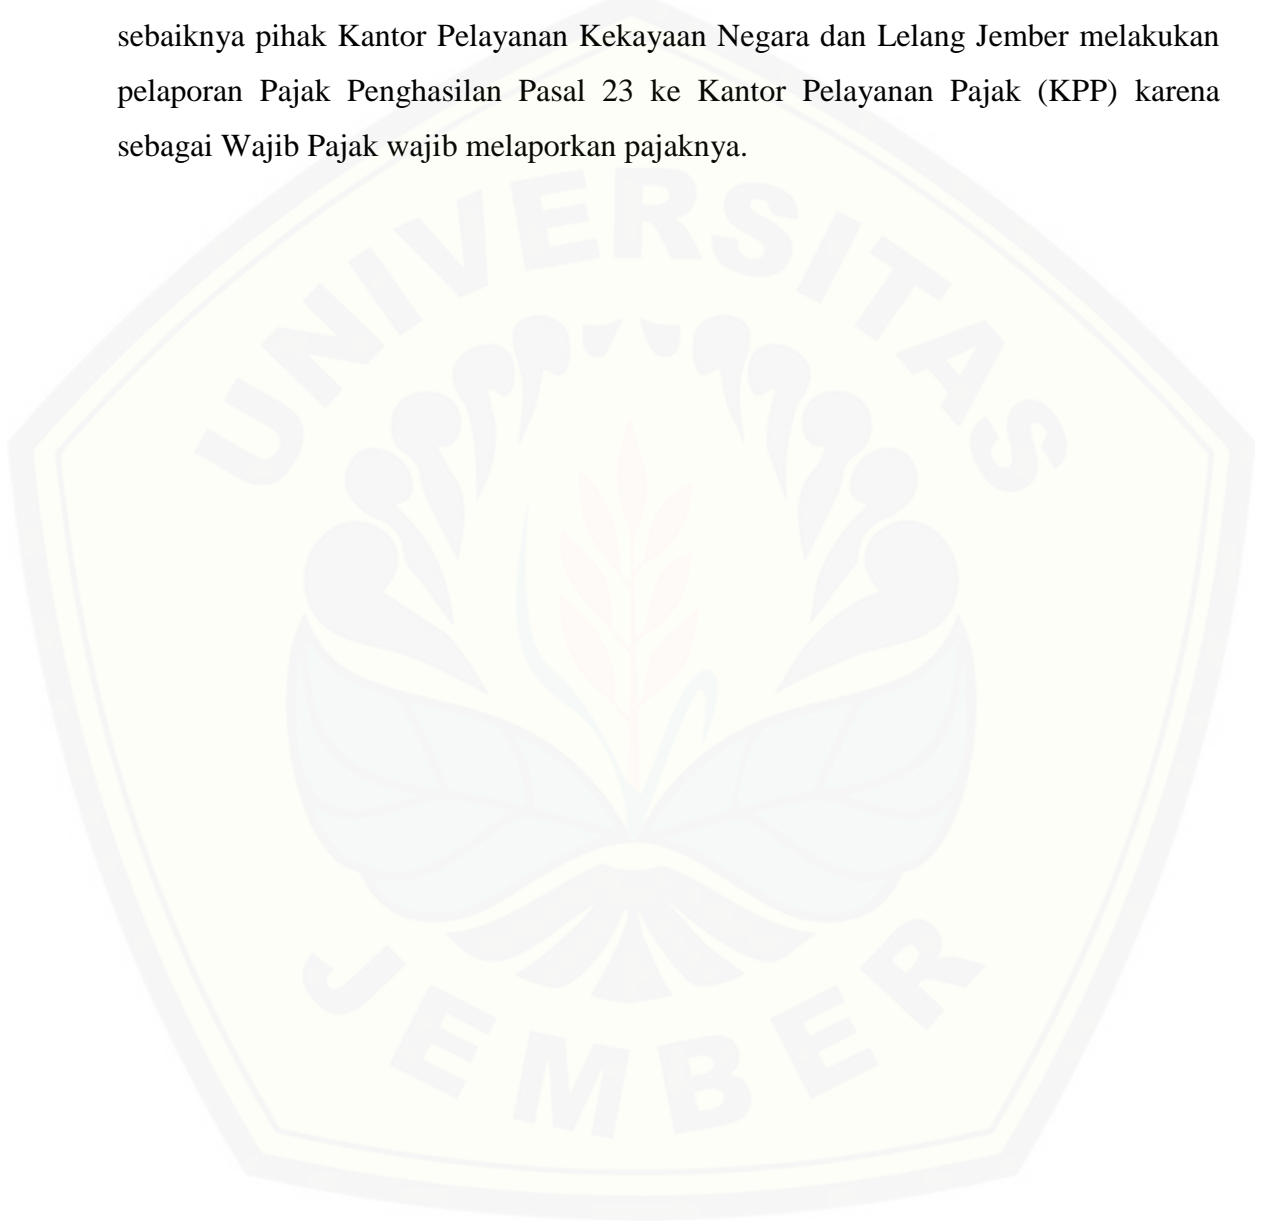 sebaiknya pihak Kantor Pelayanan Kekayaan Negara dan Lelang Jember melakukan
pelaporan Pajak Penghasilan Pasal 23 ke Kantor Pelayanan Pajak (KPP) karena
sebagai Wajib Pajak wajib melaporkan pajaknya.
UNIVERSITAS
JEMBER